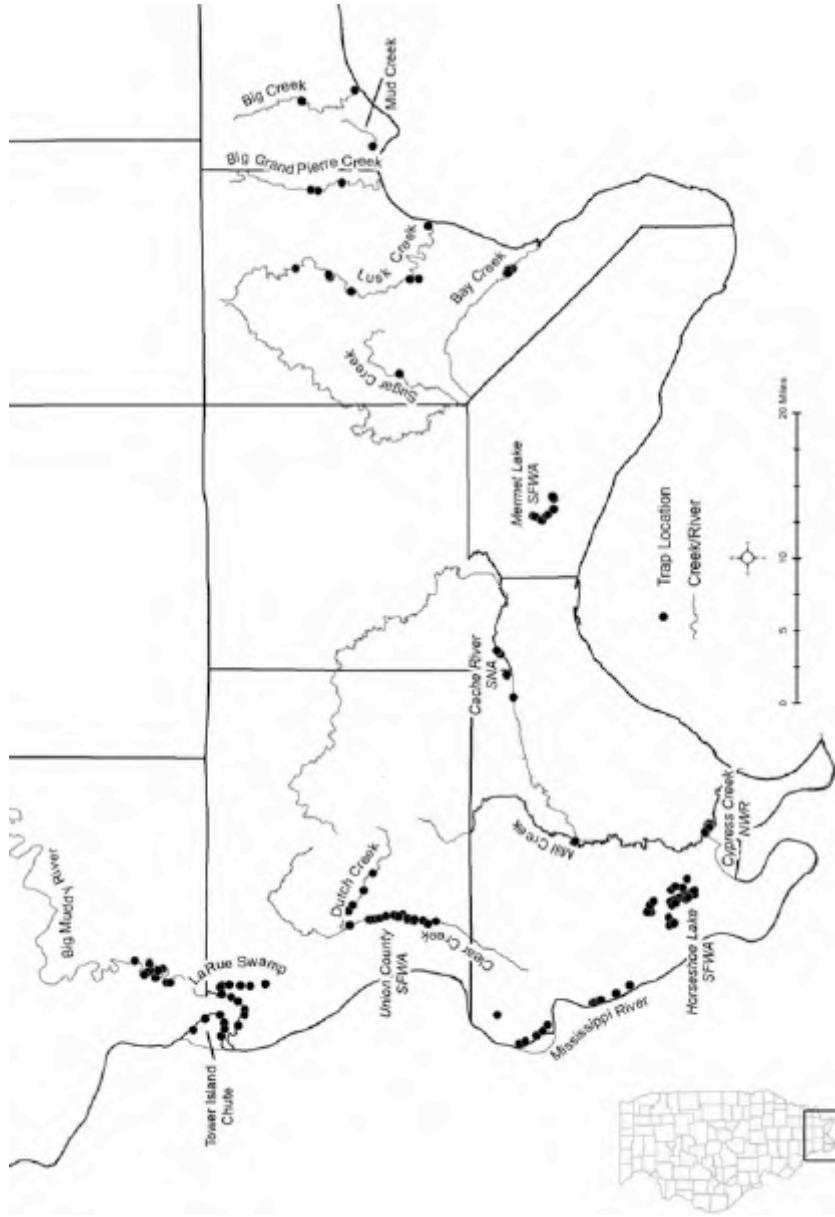 Big Creek
Mud Creek
Big Grand Pierre Creek
Lusk Creek
Bay Creek
Sugar Creek
Mermet Lake
SFWA
Trap Location
Creek/River
0 5 10 20 Miles
Cache River
SNA
Mill Creek
Cypress Creek
NWR
Dutch Creek
Big Muddy River
LaRue Swamp
Union County
SFWA
Clear Creek
Horseshoe Lake
SFWA
Mississippi River
Tower Island
Chute